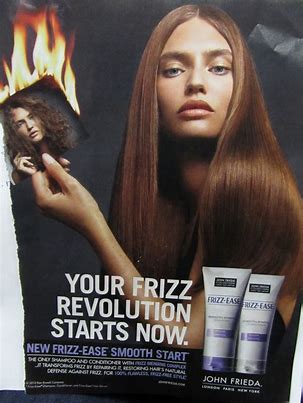 YOUR FRIZZ
REVOLUTION
STARTS NOW.
NEW FRIZZ-EASE SMOOTH START
THE ONLY SHAMPOO AND CONDITIONER WITH FRIZZ MENDING COMPLEX
...IT TRANSFORMS FRIZZ BY REPAIRING IT, RESTORING HAIR'S NATURAL
DEFENSE AGAINST FRIZZ. FOR 100% FLAWLESS, FRIZZ-FREE STYLE
FRIZZ-EASE
FRIZZ-EASE
JOHN FRIEDA
LONDON PARIS NEW YORK